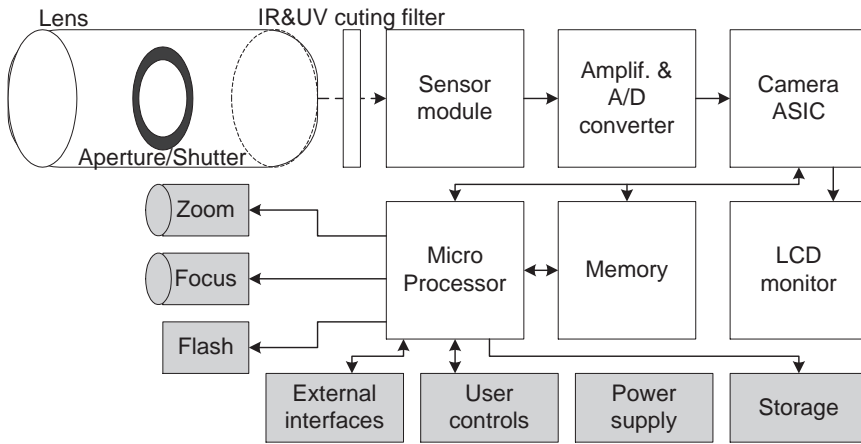 Lens
IR&UV cuting filter
Aperture/Shutter
Sensor
module
Amplif. &
A/D
converter
Camera
ASIC
Zoom
Focus
Flash
Micro
Processor
Memory
LCD
monitor
External
interfaces
User
controls
Power
supply
Storage